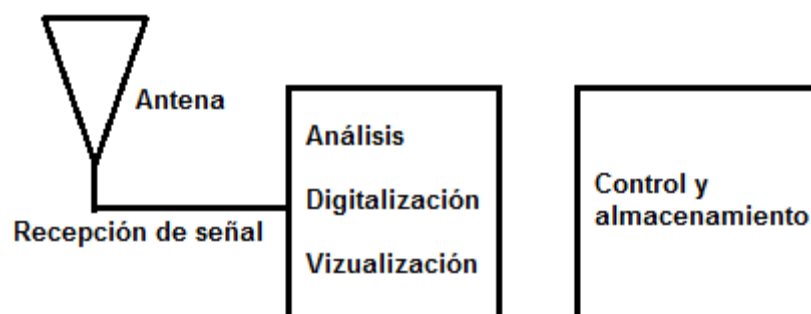 Antena
Recepción de señal
Análisis
Digitalización
Vizualización
Control y
almacenamiento